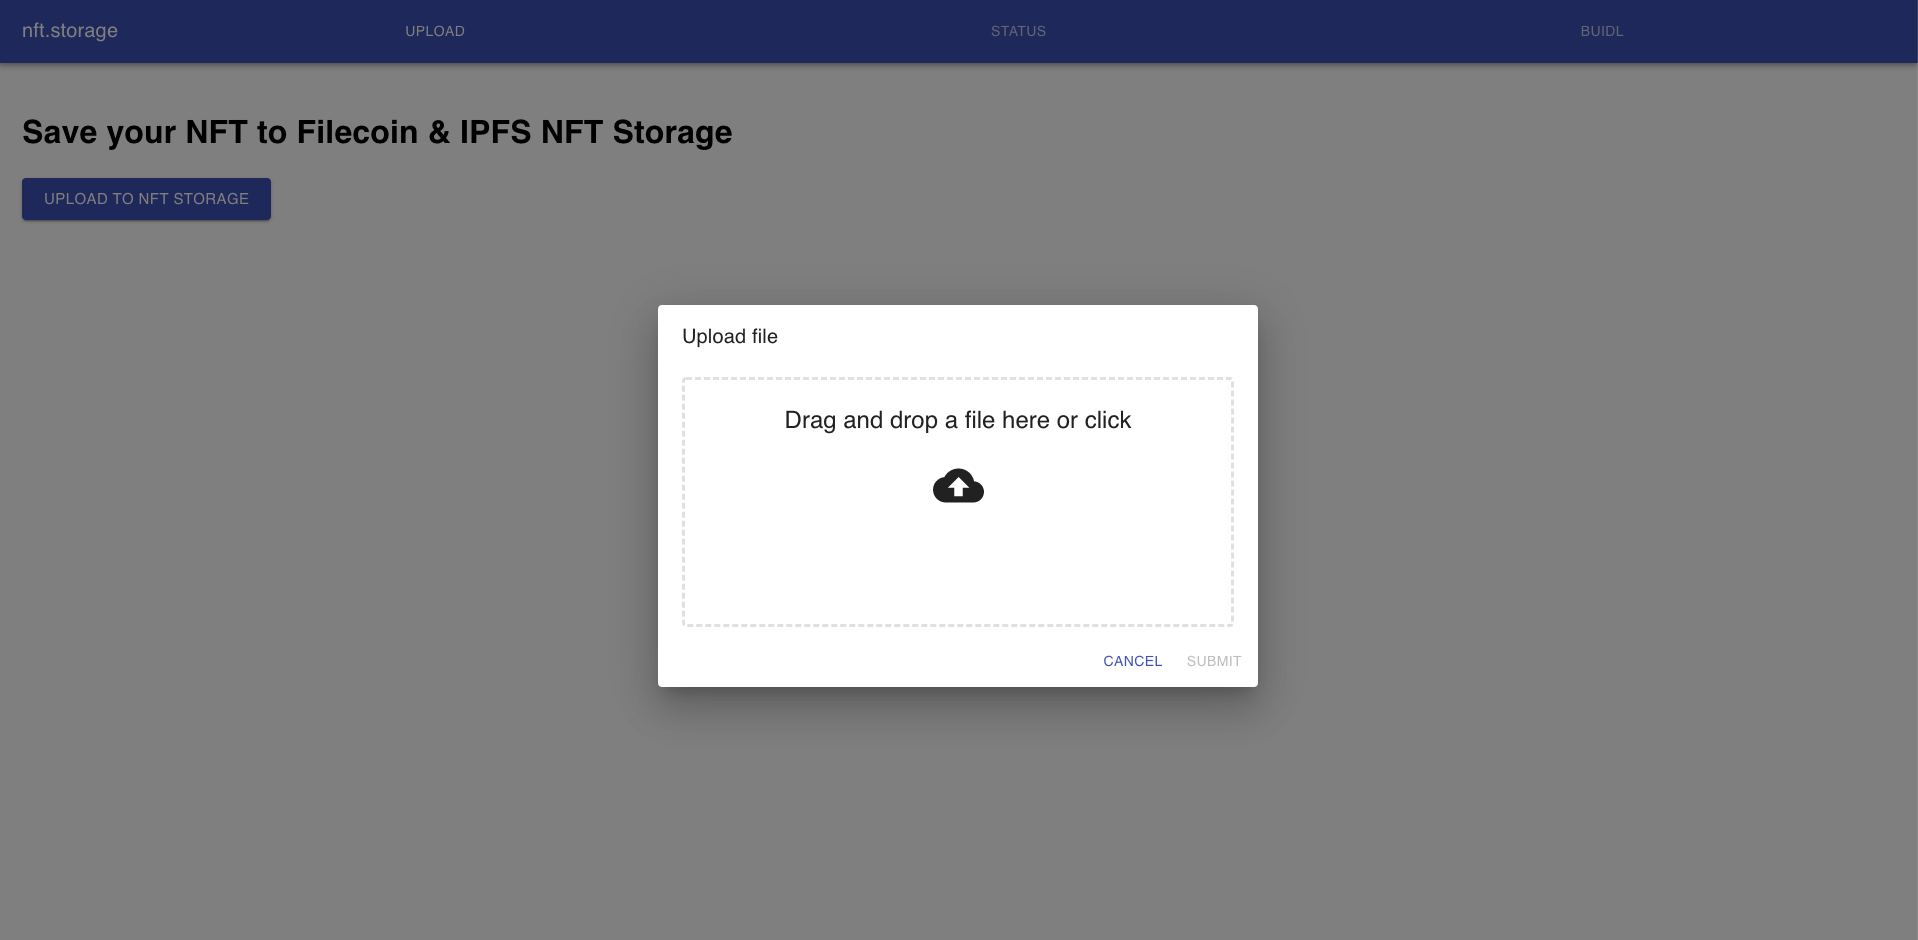 nft.storage
UPLOAD
STATUS
BUIDL
Save your NFT to Filecoin & IPFS NFT Storage
UPLOAD TO NFT STORAGE
Upload file
Drag and drop a file here or click
CANCEL
SUBMIT